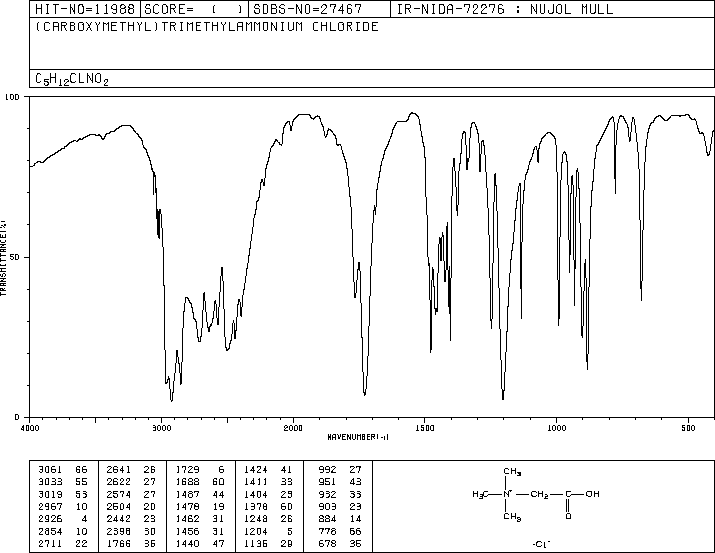 HIT-NO=11988 SCORE= ( ) SDBS-NO=27467 IR-NIDA-72276 : NUJOL MULL
(CARBOXYMETHYL)TRIMETHYLAMMONIUM CHLORIDE
C5H12CLNO2
100
50
0
TRANSMITTANCE(%)
4000 3000 2000 1500 1000 500
WAVENUMBER(-1)
3061 66 2641 26 1729 6 1424 41 992 27
3033 55 2622 27 1688 60 1411 33 951 43
3019 53 2574 27 1487 44 1404 23 932 33
2967 10 2504 20 1478 19 1378 60 903 23
2926 4 2442 23 1462 31 1248 26 884 14
2854 10 2398 30 1456 31 1204 5 778 66
2711 22 1766 36 1440 47 1136 29 678 35
CH3
H3C N+ CH2 C OH
CH3 O
-Cl-